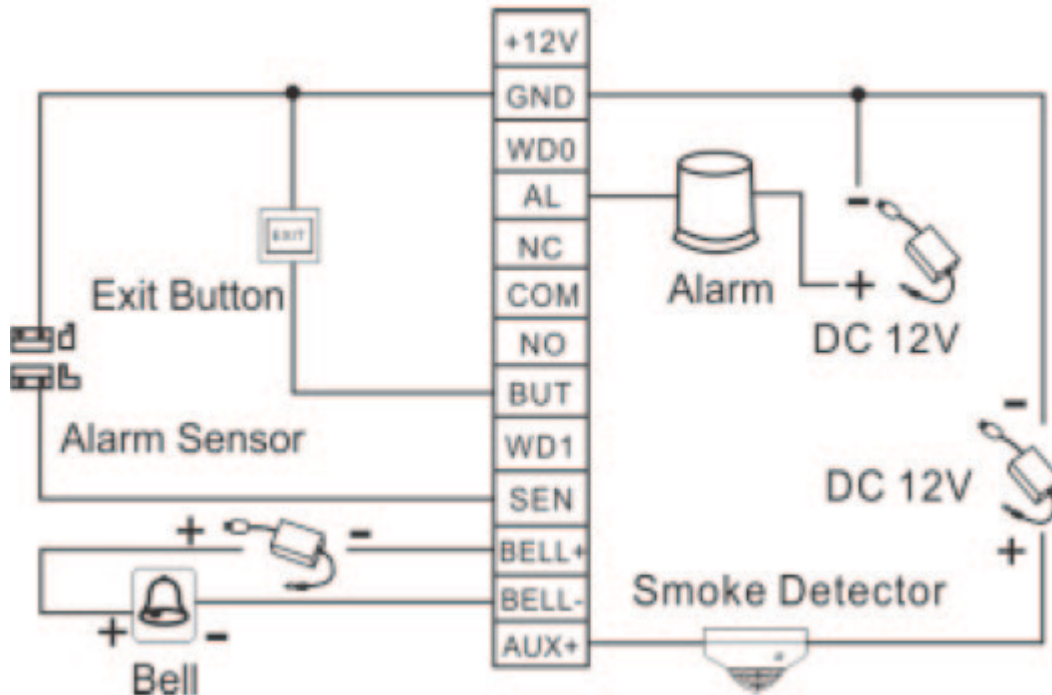 +12V
GND
WD0
AL
NC
COM
NO
BUT
WD1
SEN
BELL+
BELL-
AUX+
EXIT
Exit Button
Alarm Sensor
+ -
+ -
Bell
Alarm
-
+
DC 12V
-
DC 12V
+
Smoke Detector